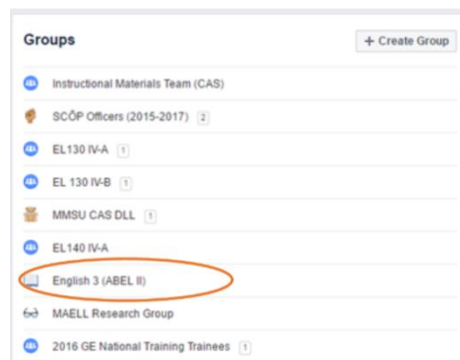 Groups
+ Create Group
Instructional Materials Team (CAS)
SCÔP Officers (2015-2017) 2
EL130 IV-A 1
EL 130 IV-B 1
MMSU CAS DLL 1
EL140 IV-A
English 3 (ABEL II)
MAELL Research Group
2016 GE National Training Trainees 1